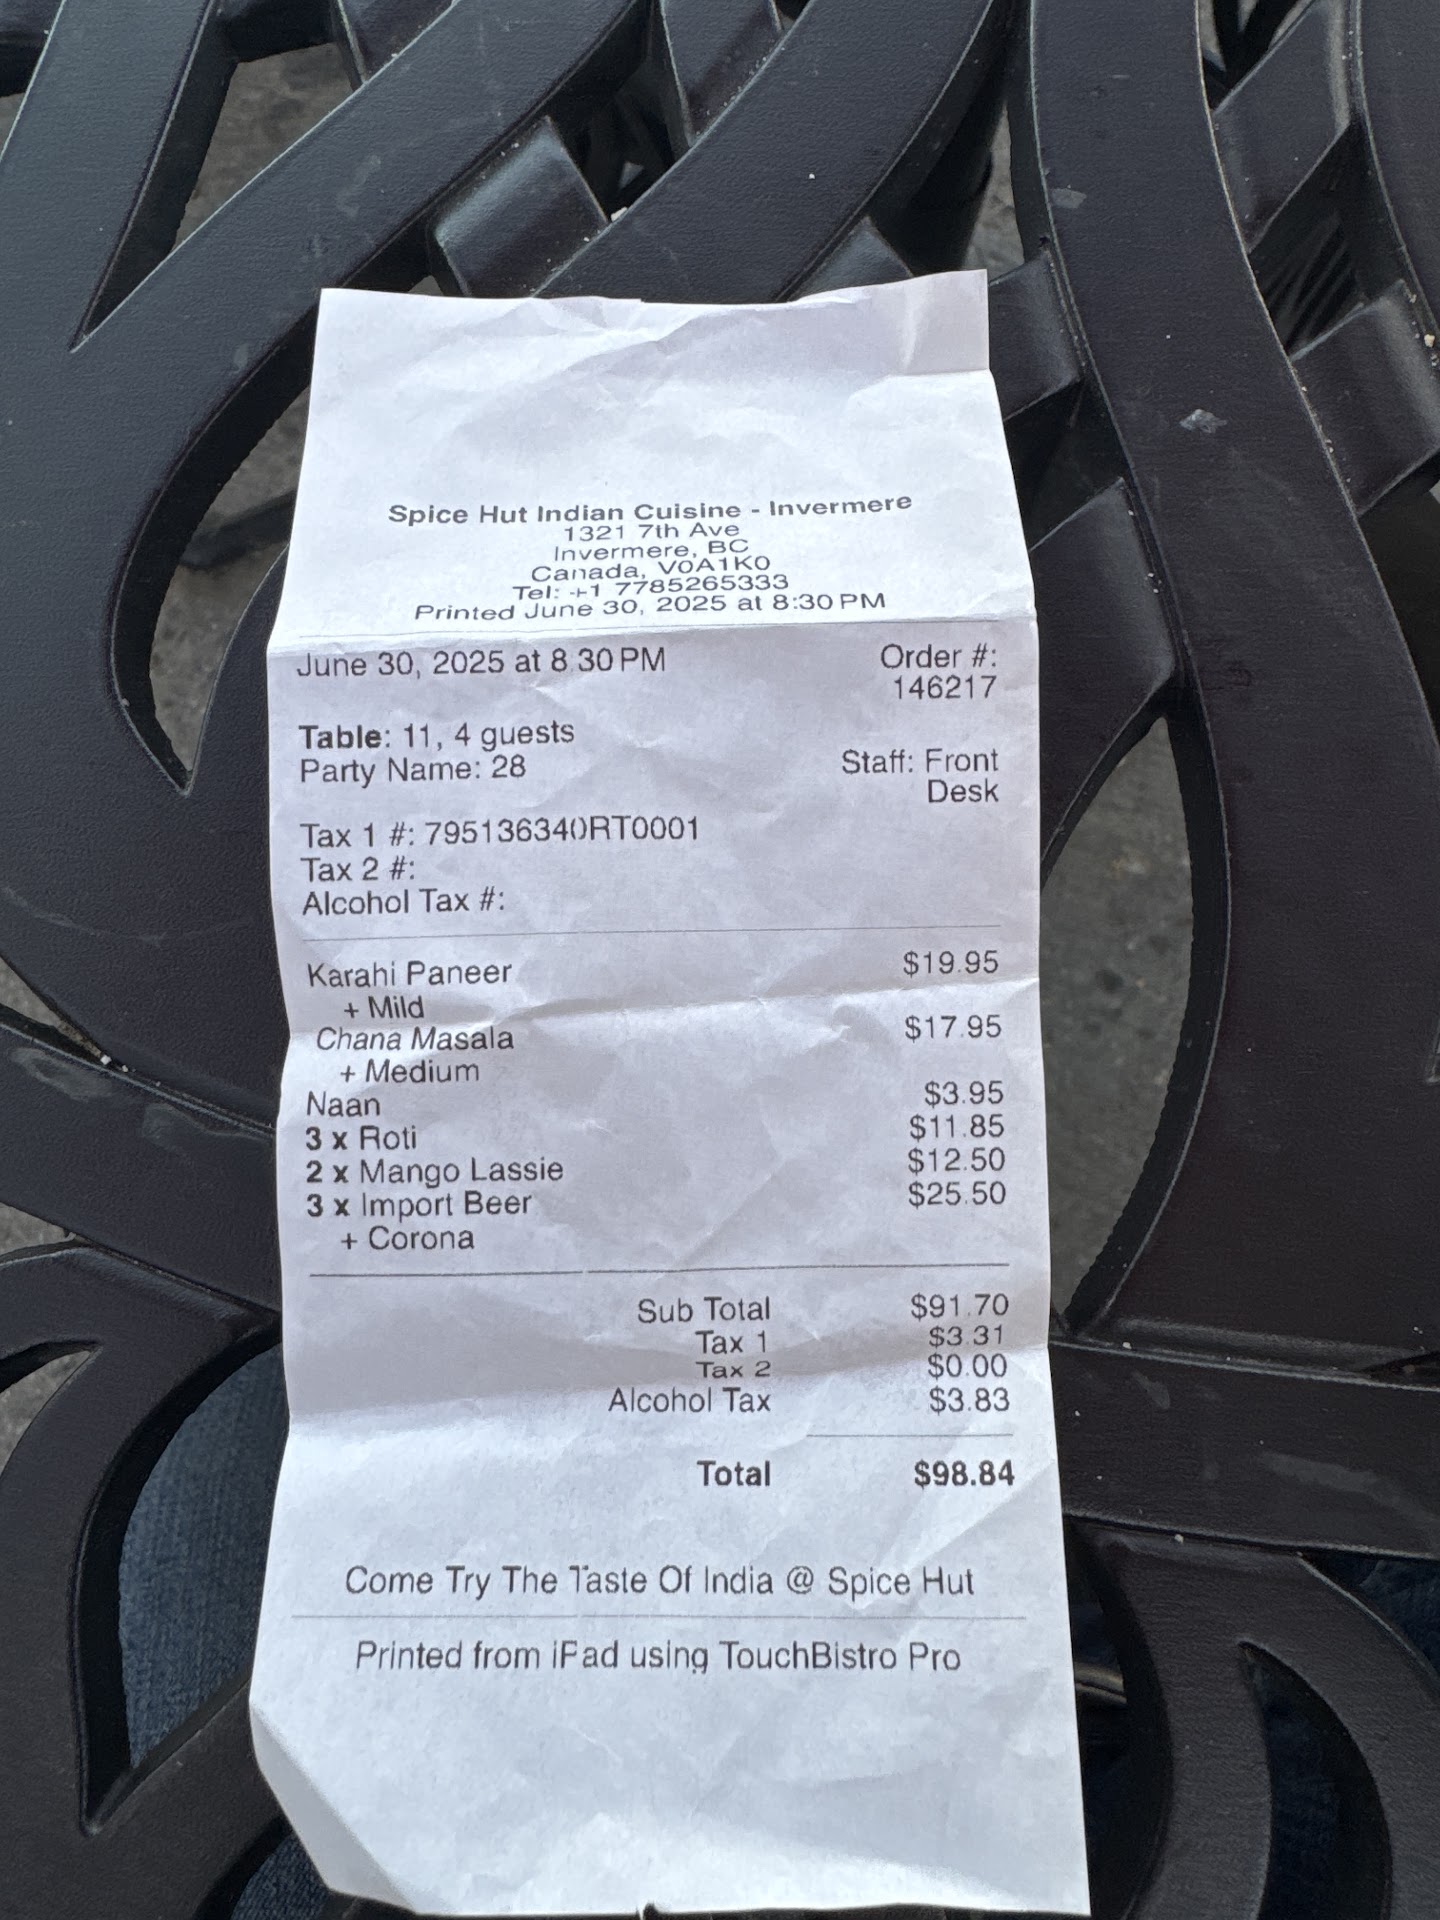 Spice Hut Indian Cuisine - Invermere
1321 7th Ave
Invermere, BC
Canada, V0A1K0
Tel: +1 7785265333
Printed June 30, 2025 at 8:30 PM
June 30, 2025 at 8:30 PM
Order #:
146217
Table: 11, 4 guests
Party Name: 28
Staff: Front
Desk
Tax 1 #: 795136340RT0001
Tax 2 #:
Alcohol Tax #:
Karahi Paneer $19.95
+ Mild
Chana Masala $17.95
+ Medium
Naan $3.95
3 x Roti $11.85
2 x Mango Lassie $12.50
3 x Import Beer $25.50
+ Corona
Sub Total $91.70
Tax 1 $3.31
Tax 2 $0.00
Alcohol Tax $3.83
Total $98.84
Come Try The Taste Of India @ Spice Hut
Printed from iPad using TouchBistro Pro